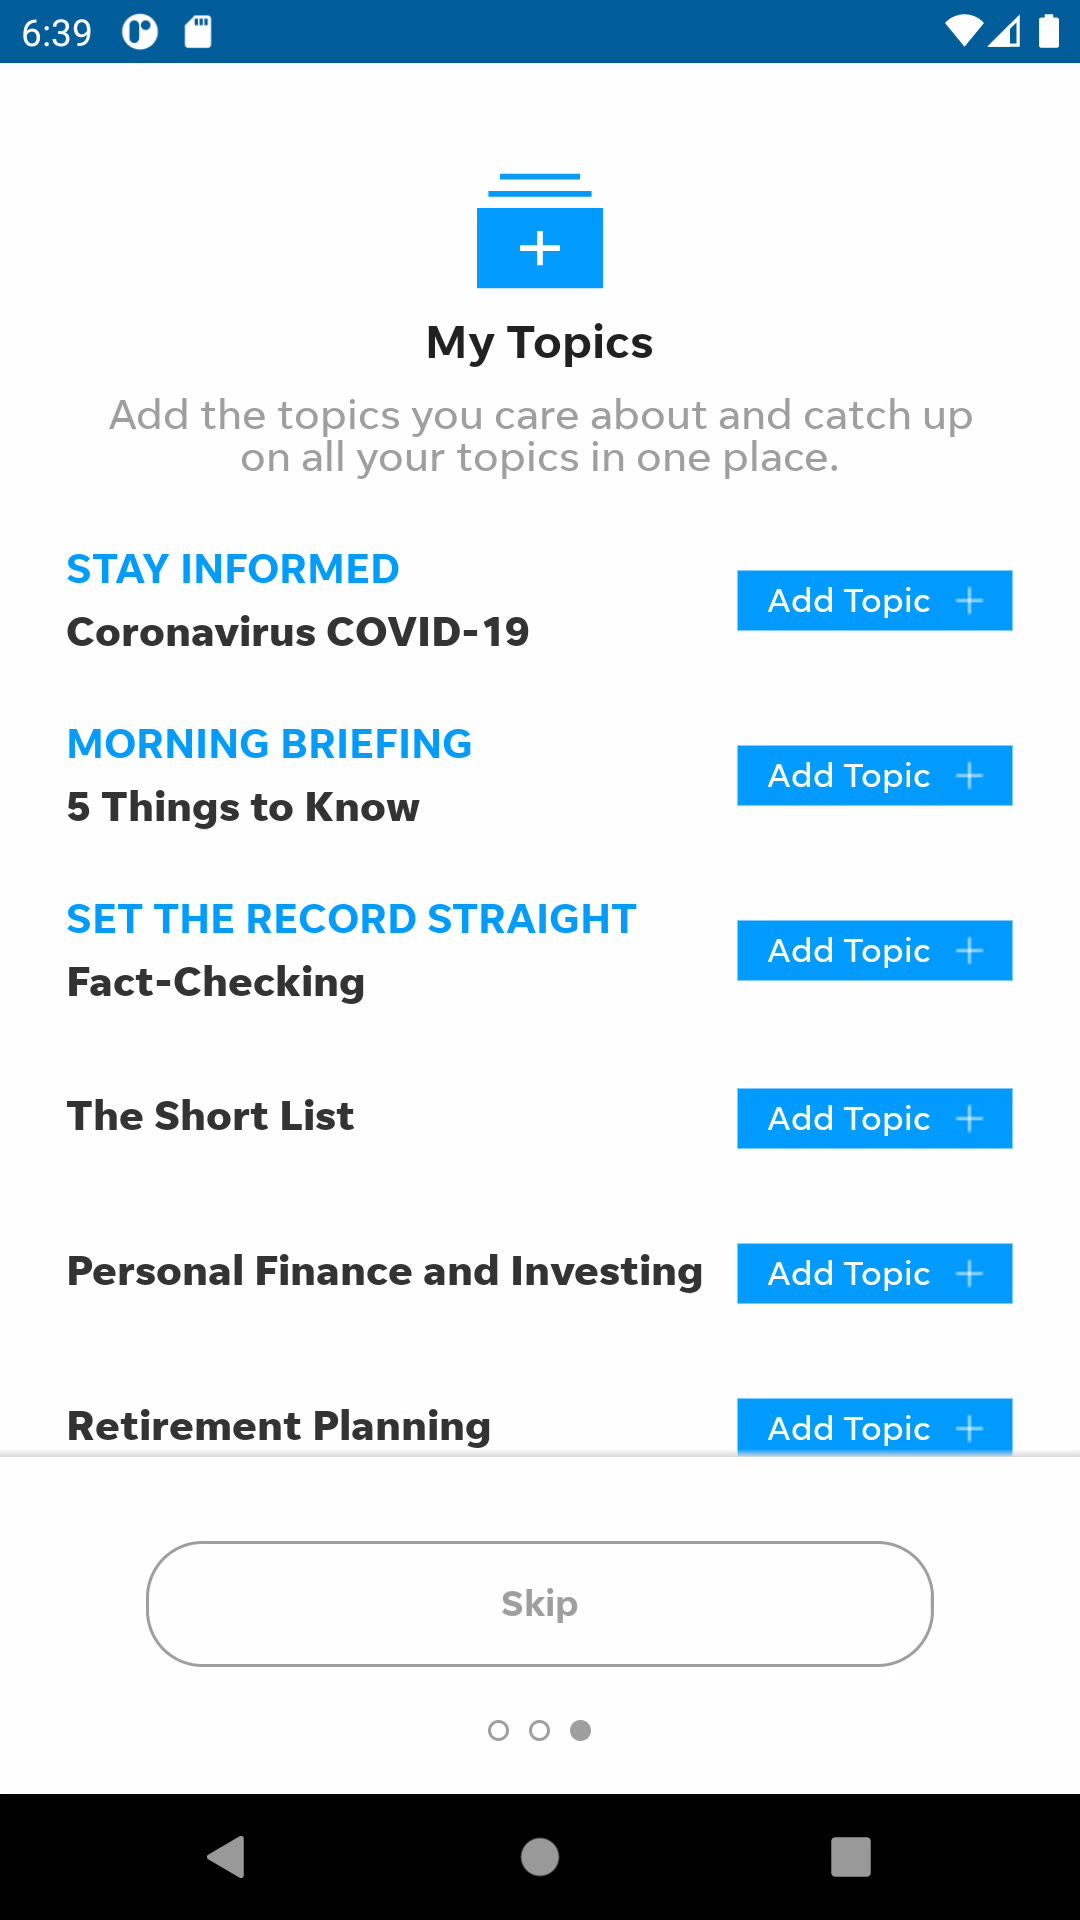 6:39
My Topics
Add the topics you care about and catch up
on all your topics in one place.
STAY INFORMED
Coronavirus COVID-19
Add Topic
MORNING BRIEFING
5 Things to Know
Add Topic
SET THE RECORD STRAIGHT
Fact-Checking
Add Topic
The Short List
Add Topic
Personal Finance and Investing
Add Topic
Retirement Planning
Add Topic
Skip